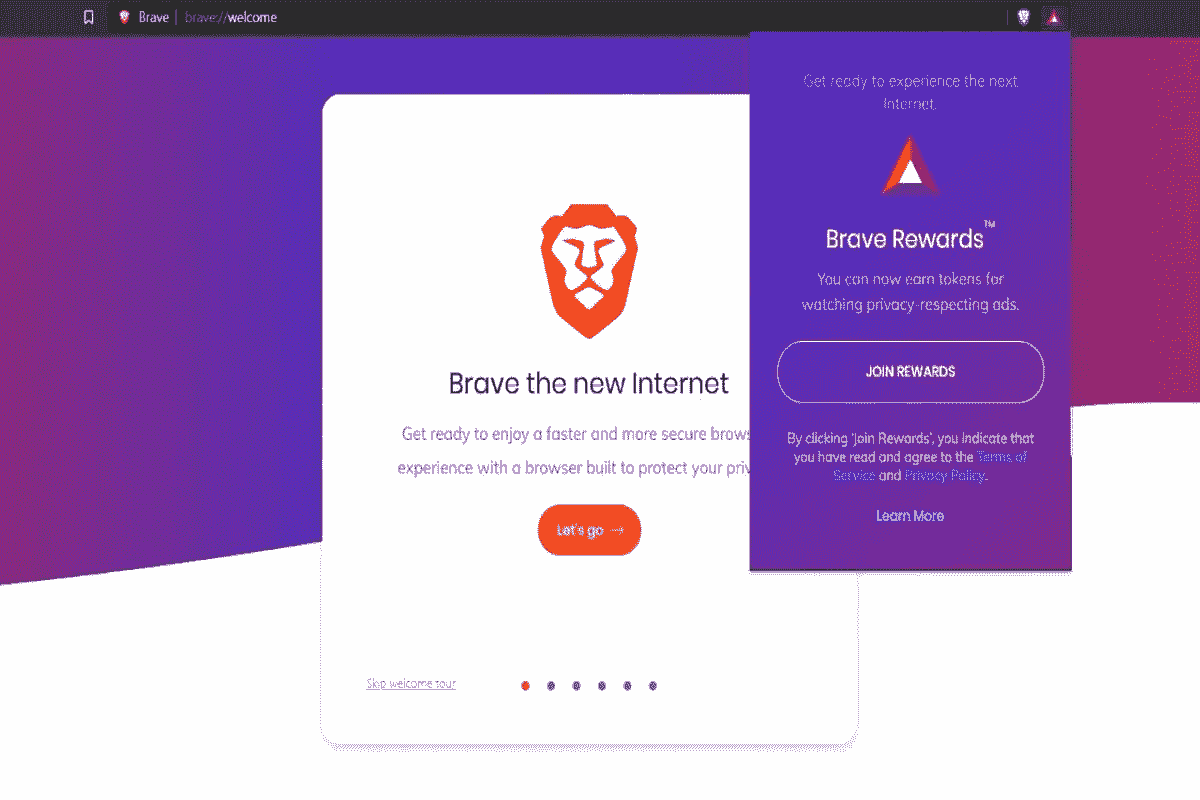 Brave | brave://welcome
Brave the new Internet
Get ready to enjoy a faster and more secure brows
experience with a browser built to protect your priv
Let's go →
Skip welcome tour
Get ready to experience the next
Internet.
Brave Rewards™
You can now earn tokens for
watching privacy-respecting ads.
JOIN REWARDS
By clicking 'Join Rewards', you indicate that
you have read and agree to the Terms of
Service and Privacy Policy.
Learn More